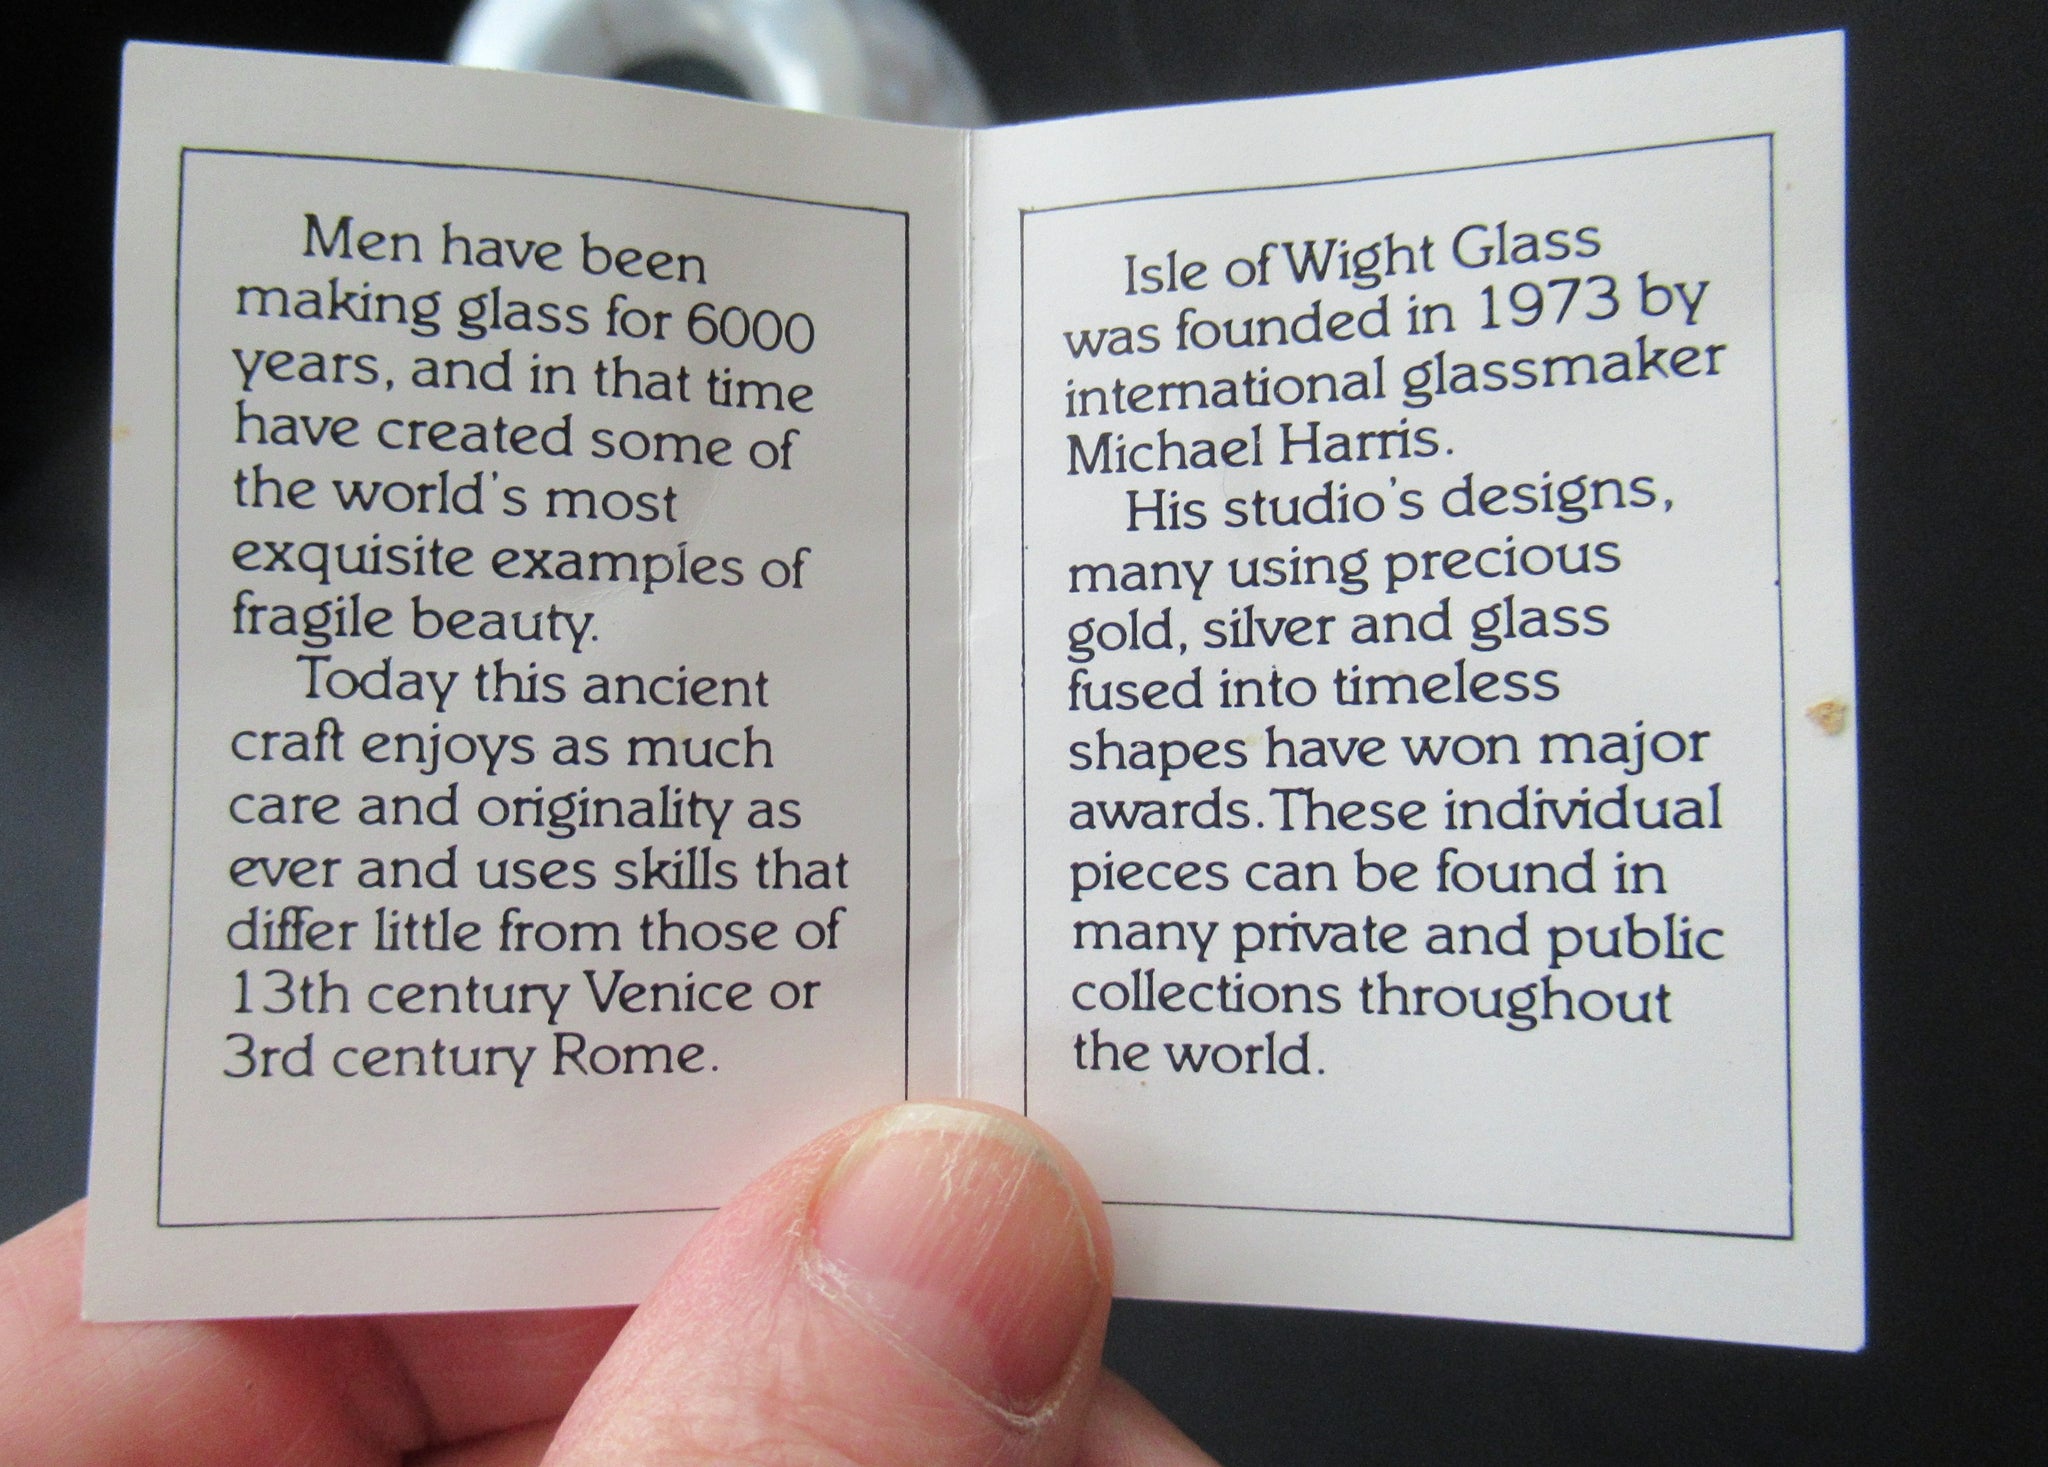 Men have been
making glass for 6000
years, and in that time
have created some of
the world's most
exquisite examples of
fragile beauty.
Today this ancient
craft enjoys as much
care and originality as
ever and uses skills that
differ little from those of
13th century Venice or
3rd century Rome.
Isle of Wight Glass
was founded in 1973 by
international glassmaker
Michael Harris.
His studio's designs,
many using precious
gold, silver and glass
fused into timeless
shapes have won major
awards. These individual
pieces can be found in
many private and public
collections throughout
the world.